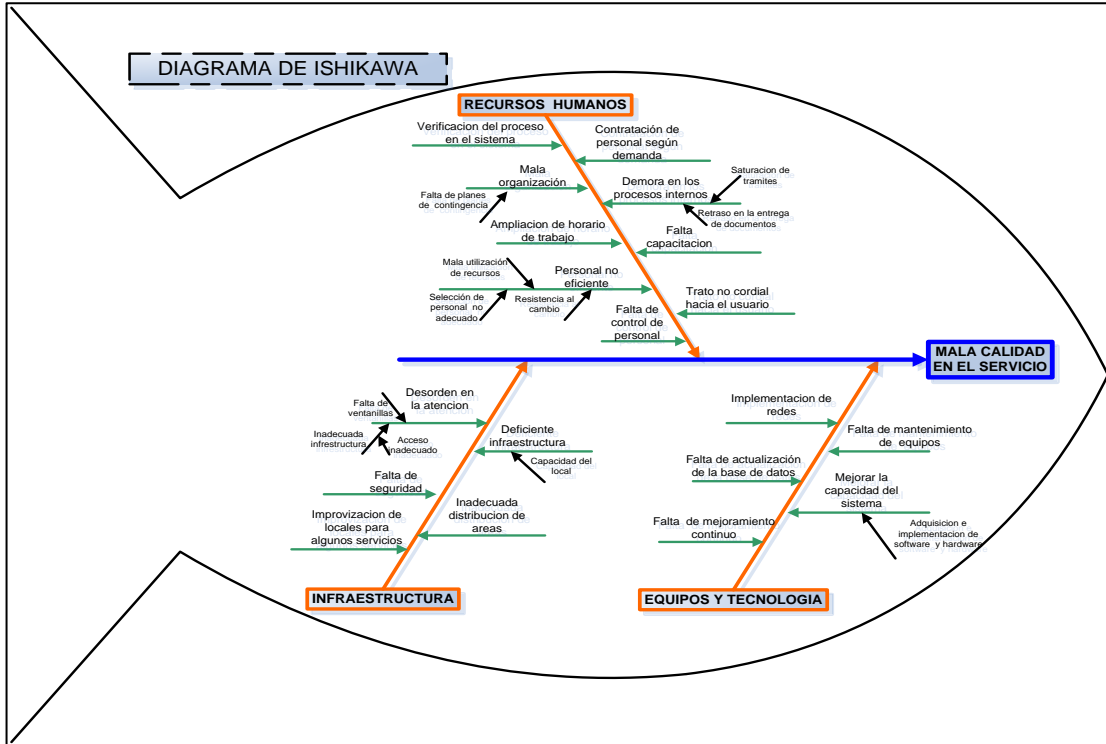 DIAGRAMA DE ISHIKAWA
RECURSOS HUMANOS
Verificacion del proceso
en el sistema
Contratación de
personal según
demanda
Mala
organización
Falta de planes
de contingencia
Demora en los
procesos internos
Saturacion de
tramites
Retraso en la entrega
de documentos
Ampliacion de horario
de trabajo
Falta
capacitacion
Mala utilización
de recursos
Personal no
eficiente
Selección de
personal no
adecuado
Resistencia al
cambio
Trato no cordial
hacia el usuario
Falta de
control de
personal
MALA CALIDAD
EN EL SERVICIO
Desorden en
la atencion
Falta de
ventanillas
Inadecuada
infrestructura
Acceso
inadecuado
Deficiente
infraestructura
Capacidad del
local
Falta de
seguridad
Inadecuada
distribucion de
areas
Improvizacion de
locales para
algunos servicios
INFRAESTRUCTURA
Implementacion de
redes
Falta de mantenimiento
de equipos
Falta de actualización
de la base de datos
Mejorar la
capacidad del
sistema
Adquisicion e
implementacion de
software y hardware
Falta de mejoramiento
continuo
EQUIPOS Y TECNOLOGIA